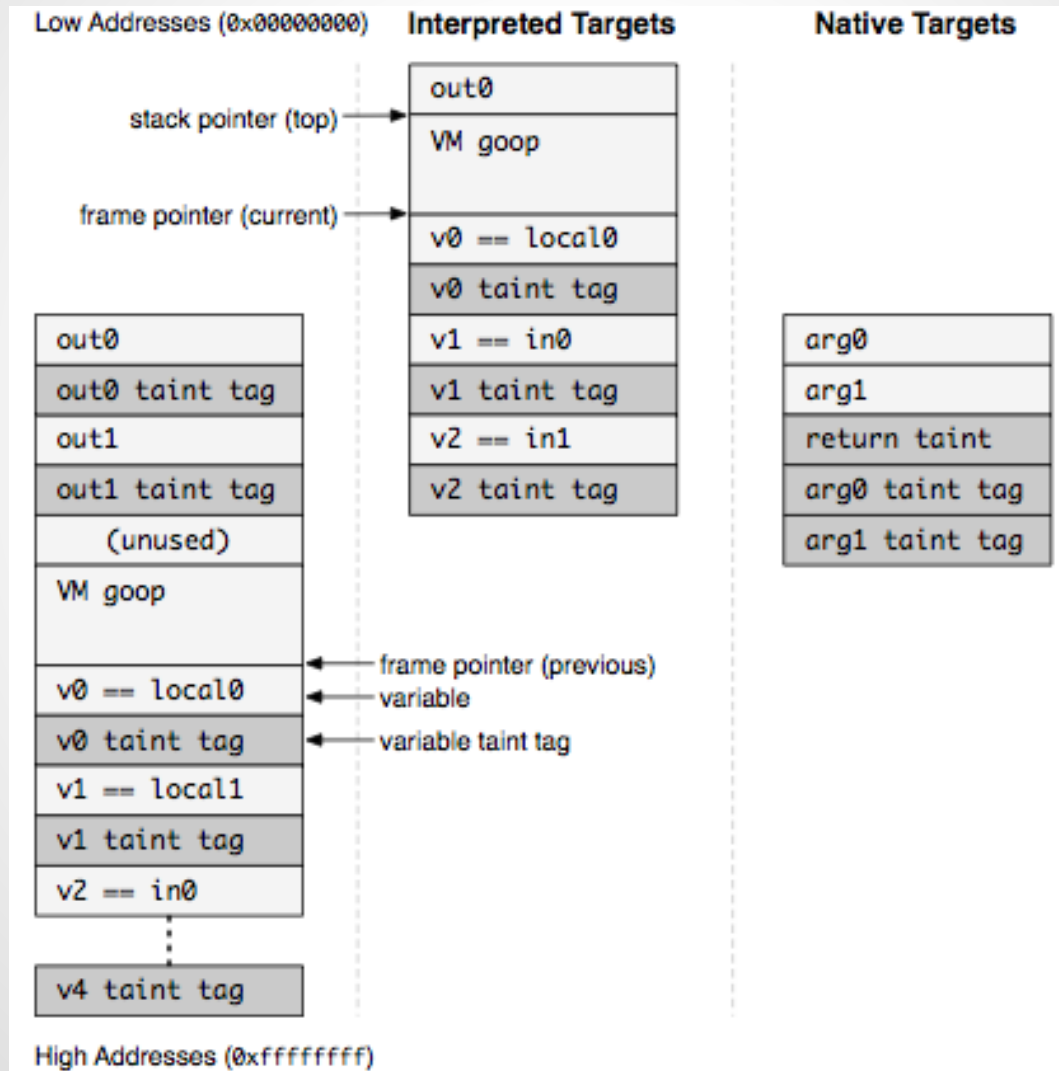 Low Addresses (0x00000000)
Interpreted Targets
Native Targets
out0
stack pointer (top)
VM goop
frame pointer (current)
v0 == local0
v0 taint tag
v1 == in0
v1 taint tag
v2 == in1
v2 taint tag
out0
out0 taint tag
out1
out1 taint tag
(unused)
VM goop
frame pointer (previous)
v0 == local0
variable
v0 taint tag
variable taint tag
v1 == local1
v1 taint tag
v2 == in0
v4 taint tag
arg0
arg1
return taint
arg0 taint tag
arg1 taint tag
High Addresses (0xffffffff)